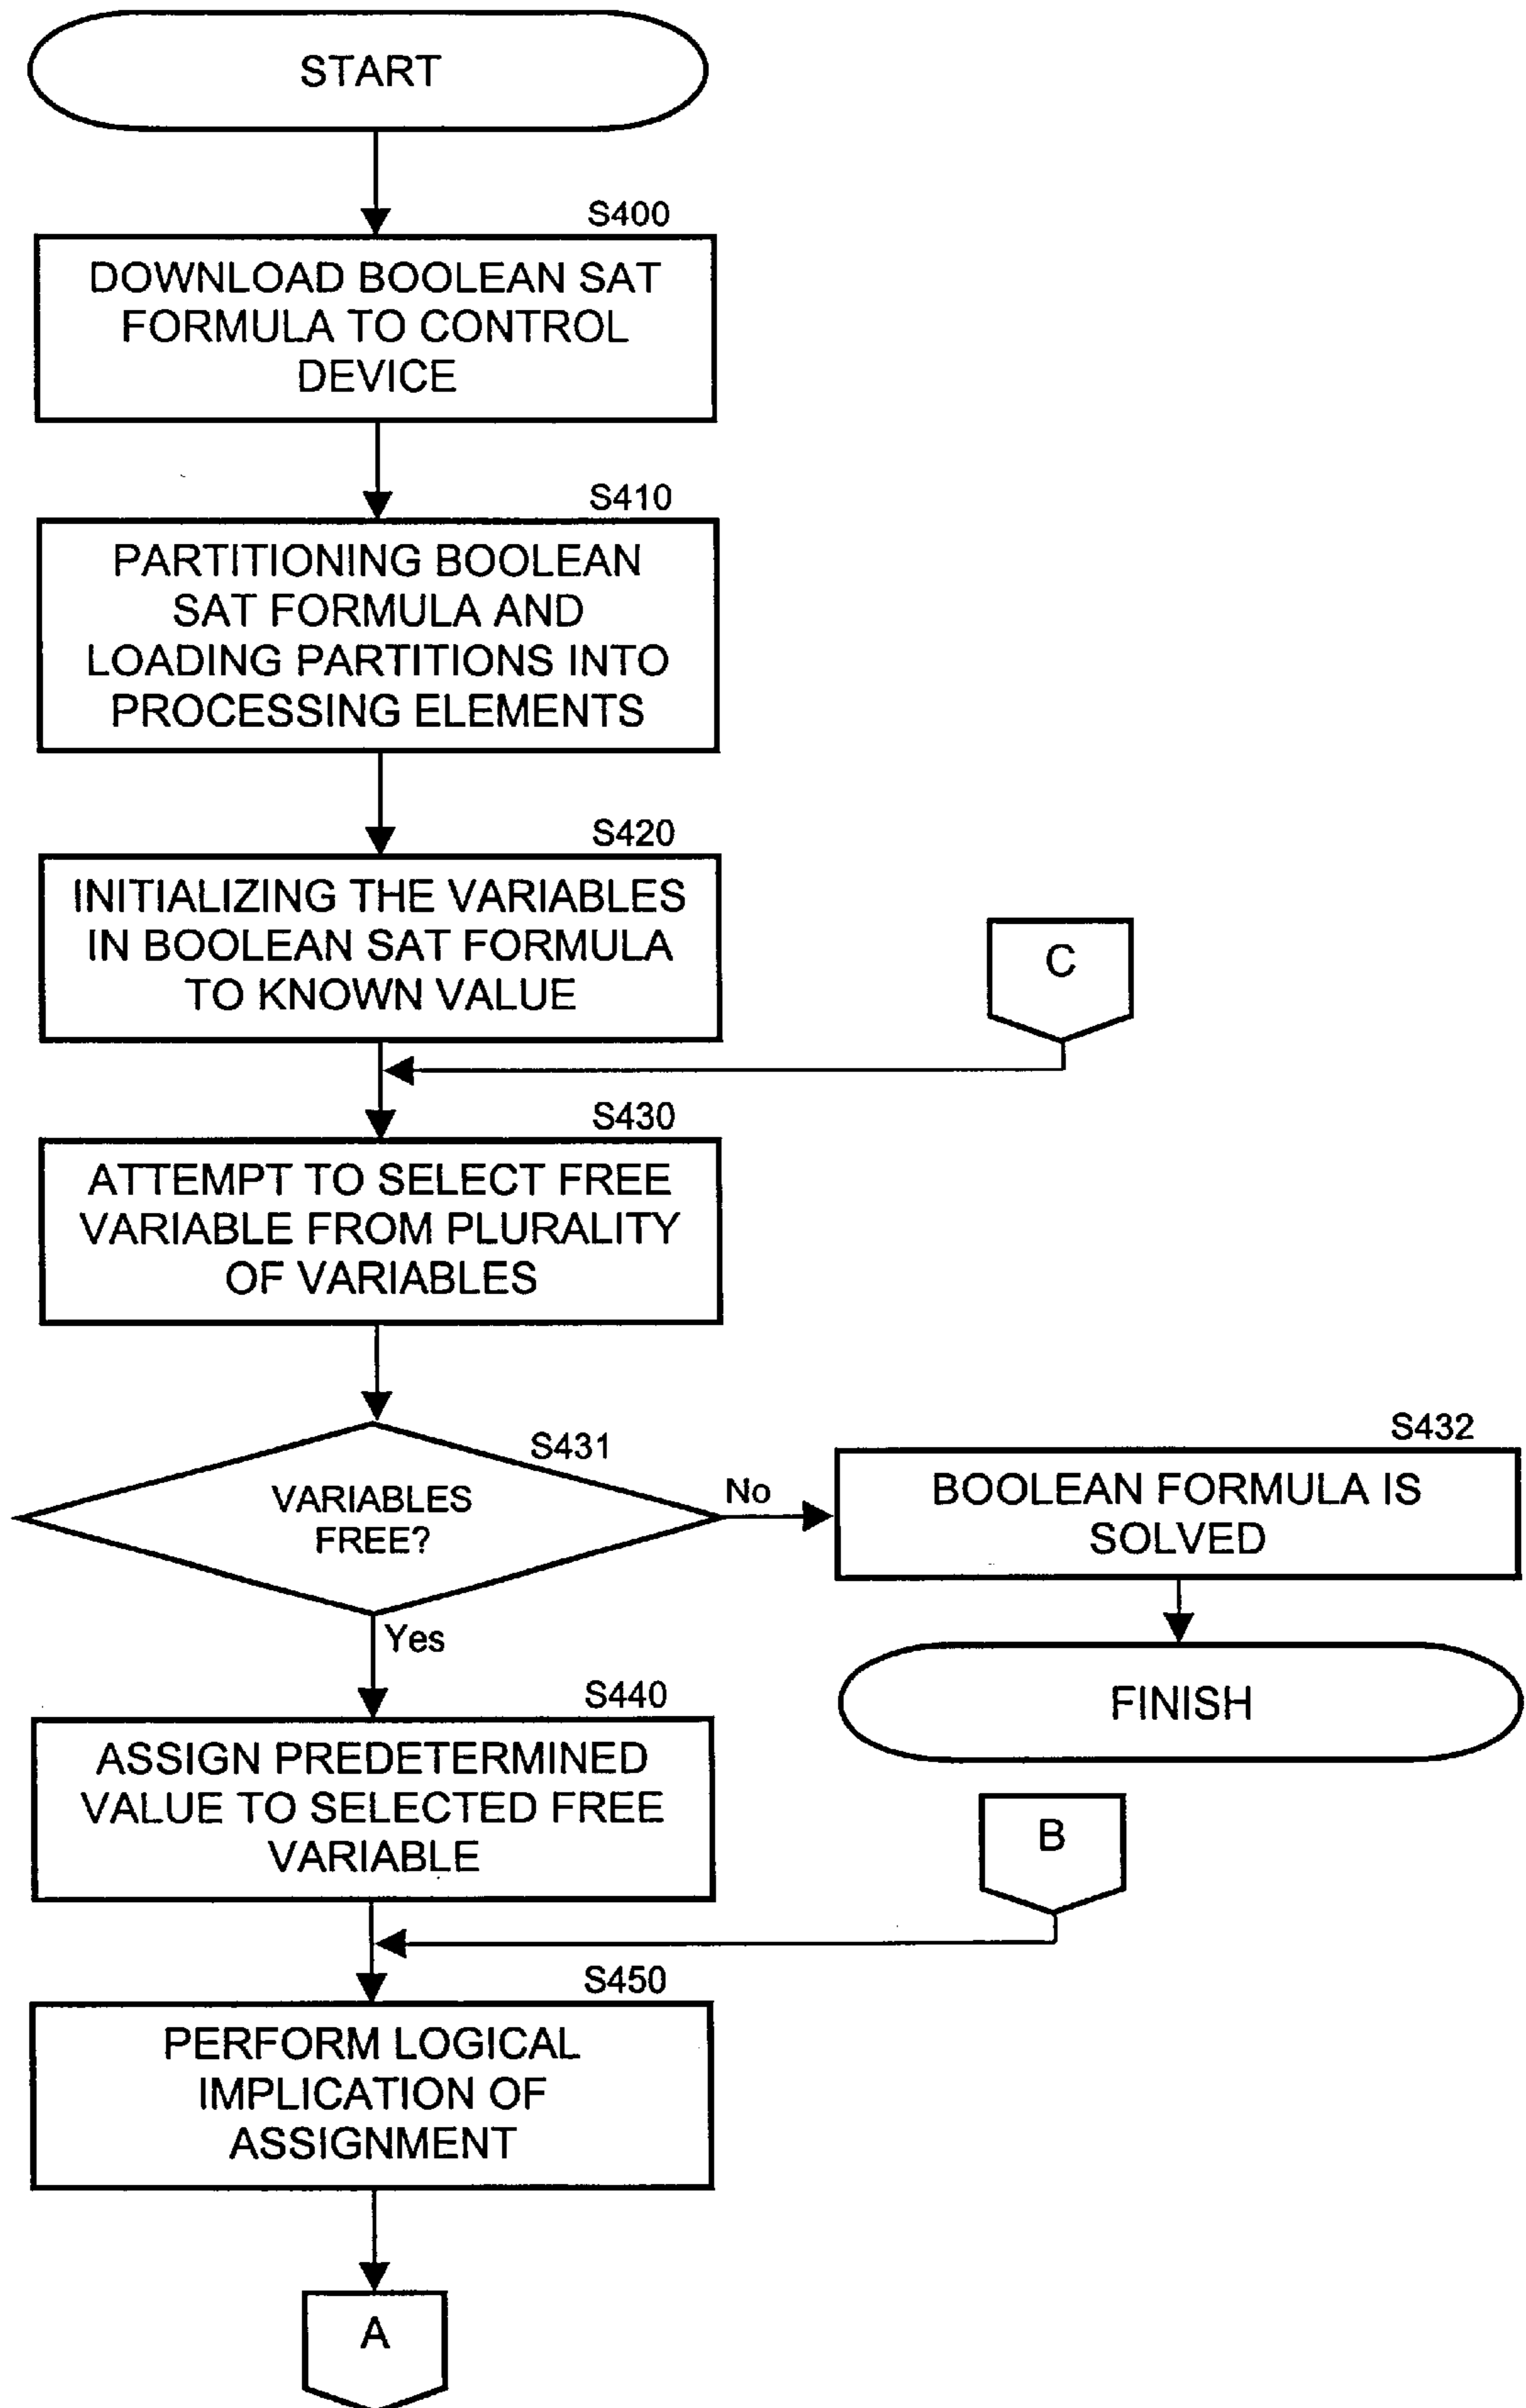 START
S400
DOWNLOAD BOOLEAN SAT
FORMULA TO CONTROL
DEVICE
S410
PARTITIONING BOOLEAN
SAT FORMULA AND
LOADING PARTITIONS INTO
PROCESSING ELEMENTS
S420
INITIALIZING THE VARIABLES
IN BOOLEAN SAT FORMULA
TO KNOWN VALUE
C
S430
ATTEMPT TO SELECT FREE
VARIABLE FROM PLURALITY
OF VARIABLES
S431
VARIABLES
FREE?
No
S432
BOOLEAN FORMULA IS
SOLVED
FINISH
Yes
S440
ASSIGN PREDETERMINED
VALUE TO SELECTED FREE
VARIABLE
B
S450
PERFORM LOGICAL
IMPLICATION OF
ASSIGNMENT
A